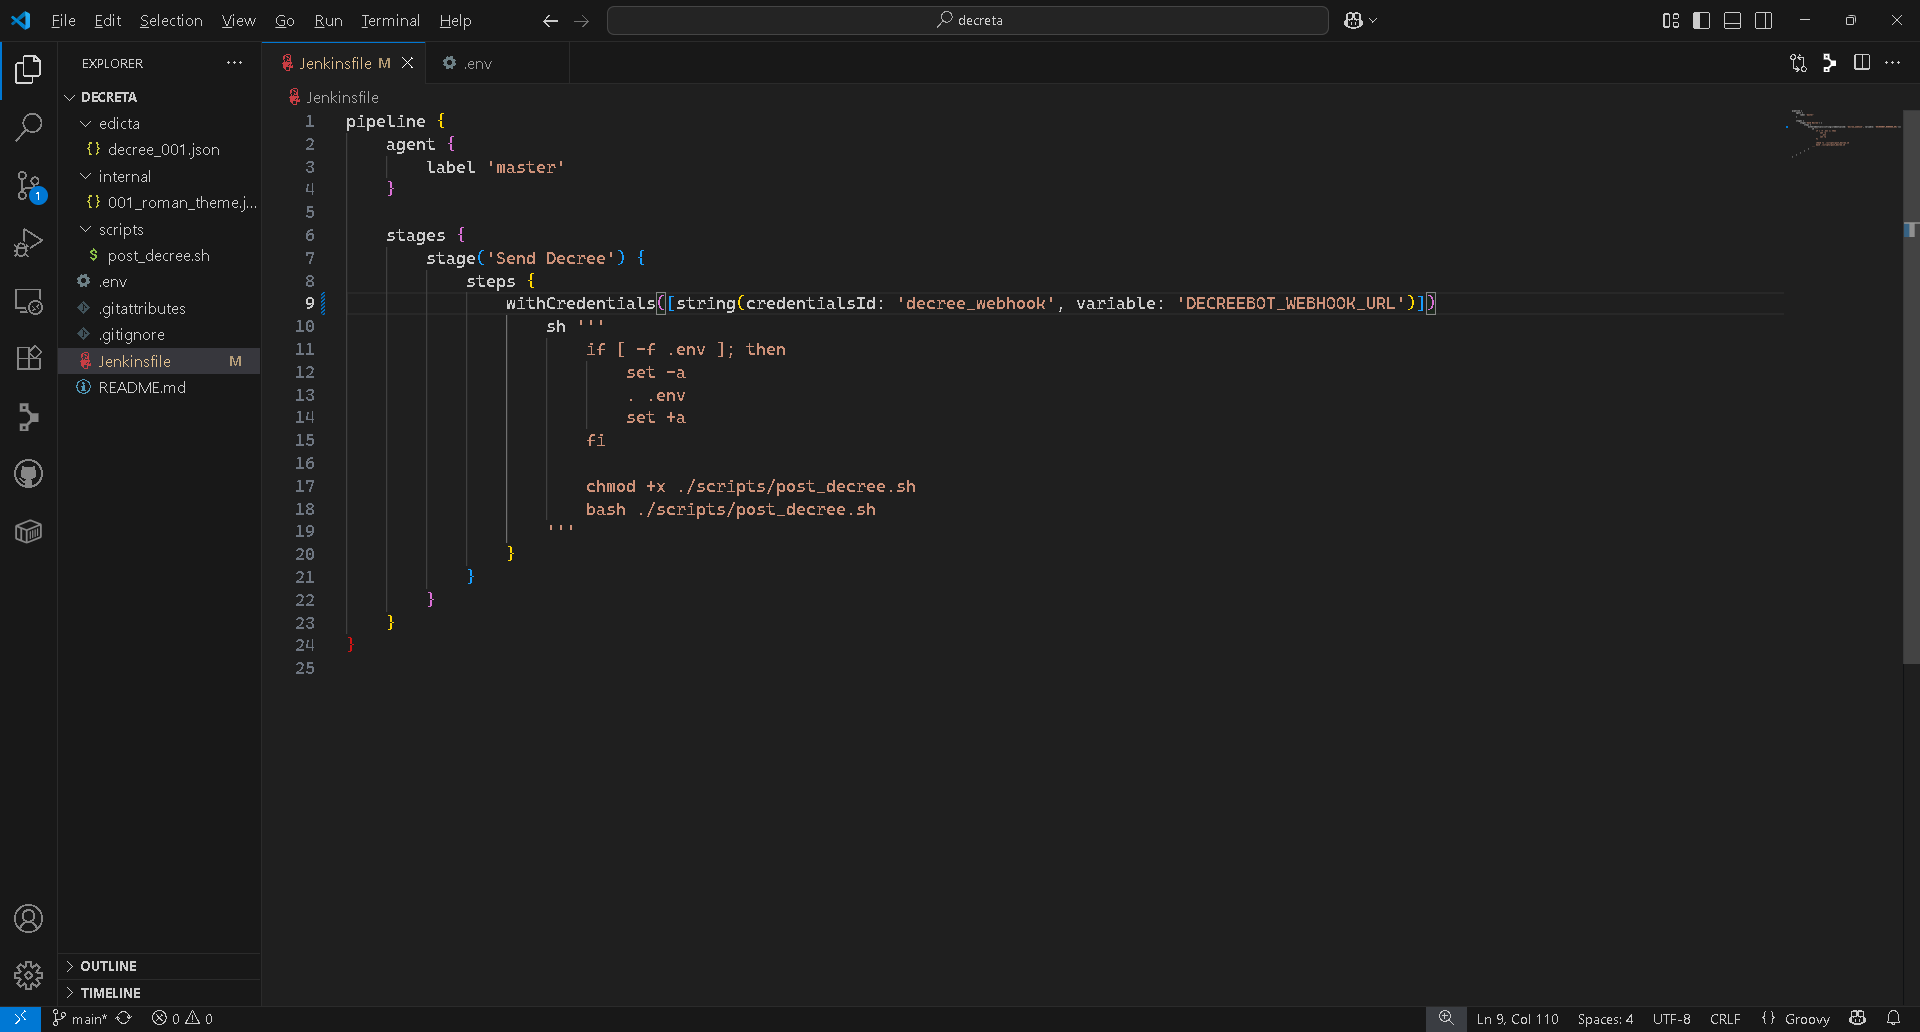 File Edit Selection View Go Run Terminal Help
decreta
EXPLORER
Jenkinsfile M
.env
DECRETA
Jenkinsfile
edicta
{} decree_001.json
internal
{} 001_roman_theme.j...
scripts
$ post_decree.sh
.env
.gitattributes
.gitignore
Jenkinsfile M
README.md
1
1 pipeline {
2     agent {
3         label 'master'
4     }
5
6     stages {
7         stage('Send Decree') {
8             steps {
9                 withCredentials([string(credentialsId: 'decree_webhook', variable: 'DECREEBOT_WEBHOOK_URL')])
10                     sh '''
11                         if [ -f .env ]; then
12                             set -a
13                             . .env
14                             set +a
15                         fi
16
17                         chmod +x ./scripts/post_decree.sh
18                         bash ./scripts/post_decree.sh
19                     '''
20                 }
21             }
22         }
23     }
24 }
25
OUTLINE
TIMELINE
main* 0 0
Ln 9, Col 110 Spaces: 4 UTF-8 CRLF {} Groovy